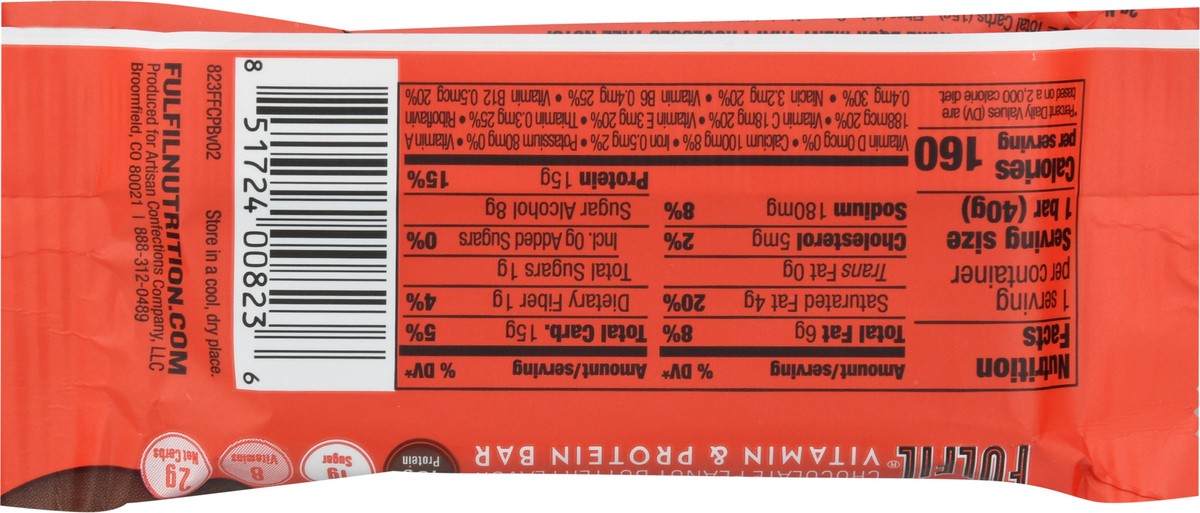 FULFIL®
VITAMIN & PROTEIN BAR
Protein
Sugar
8
Vitamins
2g
Net Carbs
Nutrition
Facts
1 serving
per container
Serving size
1 bar (40g)
Calories
per serving 160
*Percent Daily Values (DV) are
based on a 2,000 calorie diet.
Amount/serving % DV*
Total Fat 6g 8%
Saturated Fat 4g 20%
Trans Fat 0g
Cholesterol 5mg 2%
Sodium 180mg 8%
Amount/serving % DV*
Total Carb. 15g 5%
Dietary Fiber 1g 4%
Total Sugars 1g
Incl. 0g Added Sugars 0%
Sugar Alcohol 8g
Protein 15g 15%
Vitamin D 0mcg 0% • Calcium 100mg 8% • Iron 0.5mg 2% • Potassium 80mg 0% • Vitamin A
188mcg 20% • Vitamin C 18mg 20% • Vitamin E 3mg 20% • Thiamin 0.3mg 25% • Riboflavin
0.4mg 30% • Niacin 3.2mg 20% • Vitamin B6 0.4mg 25% • Vitamin B12 0.5mcg 20%
8 51724 00823 6
823FFCPBv02 Store in a cool, dry place.
FULFILNUTRITION.COM
Produced for Artisan Confections Company, LLC
Broomfield, CO 80021 | 888-312-0489